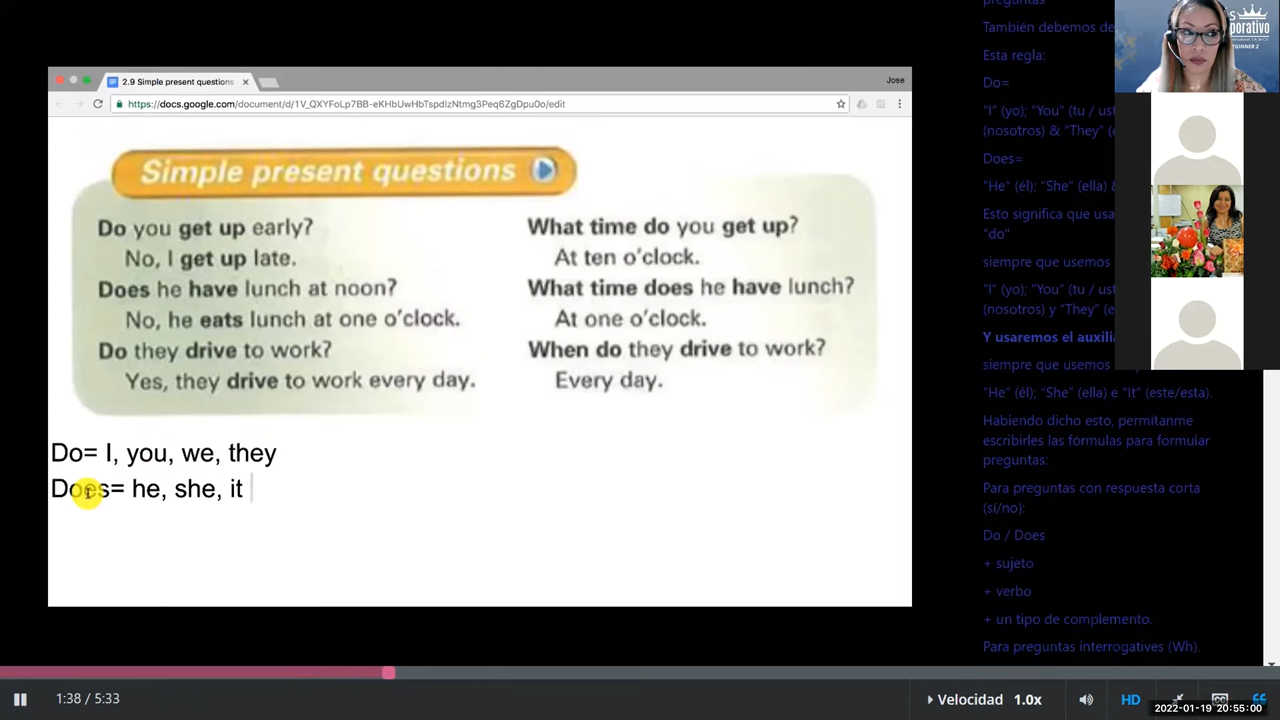 2.9 Simple present questions
Jose
https://docs.google.com/document/d/1V_QXYFoLp7BB-eKHbUwHbTspdlzNtmg3Peq6ZgDpu0o/edit
Simple present questions
Do you get up early?
No, I get up late.
Does he have lunch at noon?
No, he eats lunch at one o'clock.
Do they drive to work?
Yes, they drive to work every day.
What time do you get up?
At ten o'clock.
What time does he have lunch?
At one o'clock.
When do they drive to work?
Every day.
Do= I, you, we, they
Does= he, she, it
preguntas
También debemos de
Esta regla:
Do=
"I" (yo); "You" (tu / ust
(nosotros) & "They" (e
Does=
"He" (él); "She" (ella) &
Esto significa que usa
"do"
siempre que usemos
"I" (yo); "You" (tu / ust
(nosotros) y "They" (e
Y usaremos el auxilia
siempre que usemos
"He" (él); "She" (ella) e "It" (este/esta).
Habiendo dicho esto, permítanme
escribirles las fórmulas para formular
preguntas:
Para preguntas con respuesta corta
(sí/no):
Do / Does
+ sujeto
+ verbo
+ un tipo de complemento.
Para preguntas interrogatives (Wh).
S
porativo
GINNER 2
1:38 / 5:33
Velocidad 1.0x
HD
2022-01-19 20:55:00